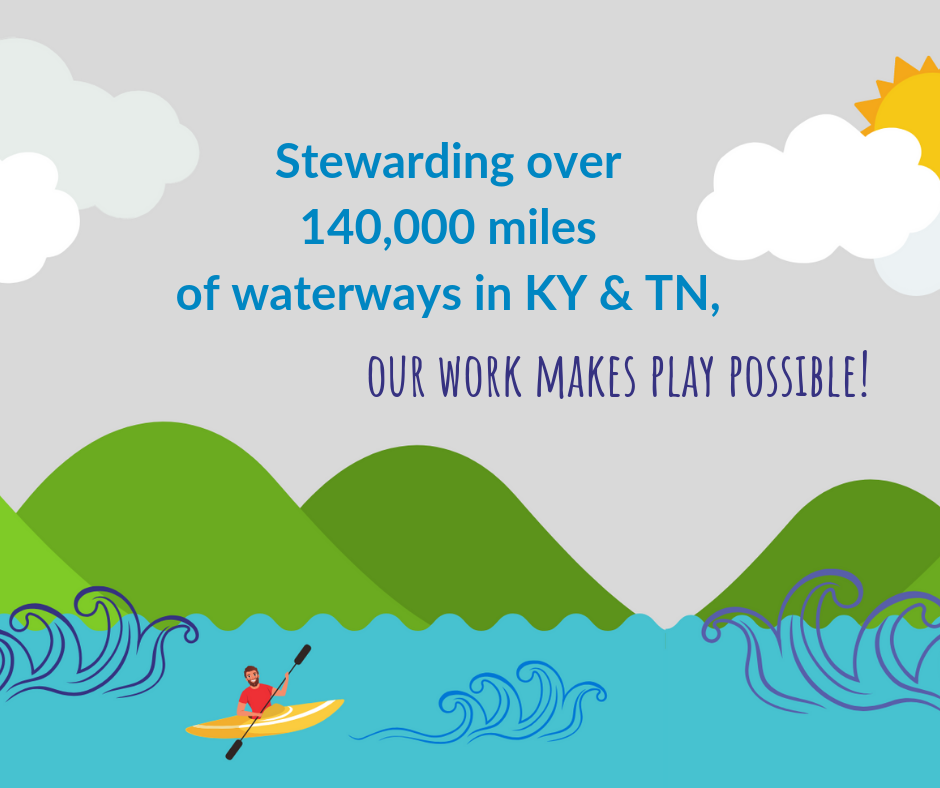 Stewarding over
140,000 miles
of waterways in KY & TN,
OUR WORK MAKES PLAY POSSIBLE!